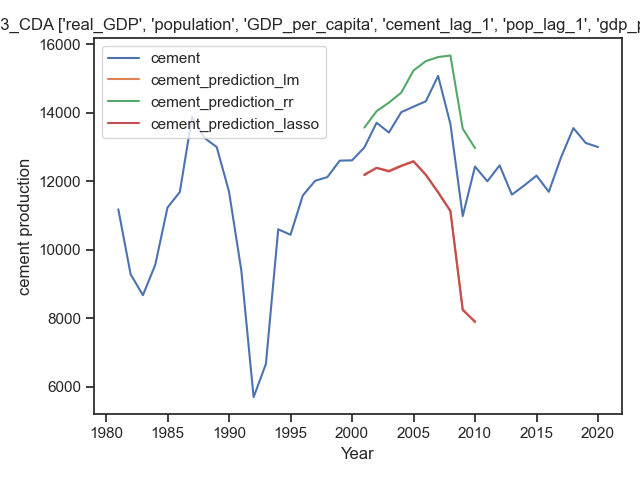 3_CDA ['real_GDP', 'population', 'GDP_per_capita', 'cement_lag_1', 'pop_lag_1', 'gdp_p
16000
14000
12000
10000
8000
6000
cement production
cement
cement_prediction_lm
cement_prediction_rr
cement_prediction_lasso
1980 1985 1990 1995 2000 2005 2010 2015 2020
Year